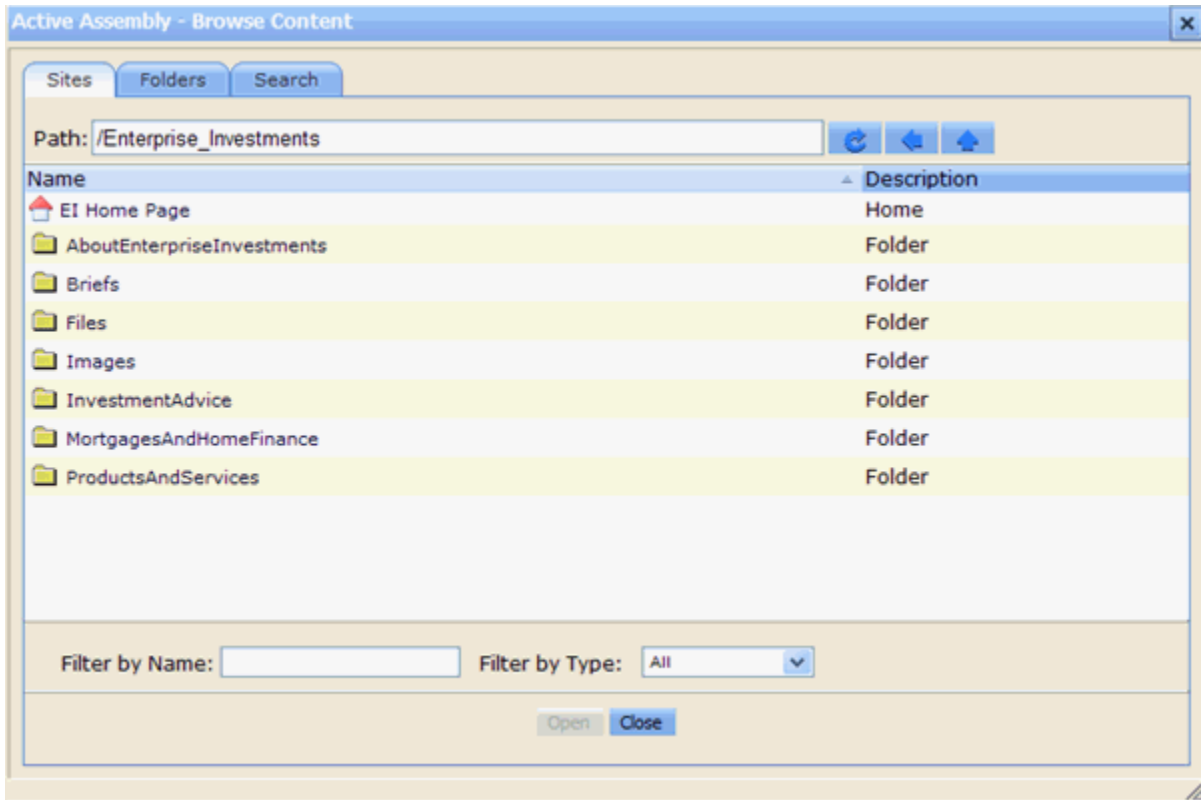 Active Assembly - Browse Content
Sites Folders Search
Path: /Enterprise_Investments
Name Description
EI Home Page Home
AboutEnterpriseInvestments Folder
Briefs Folder
Files Folder
Images Folder
InvestmentAdvice Folder
MortgagesAndHomeFinance Folder
ProductsAndServices Folder
Filter by Name: Filter by Type: All
Open Close